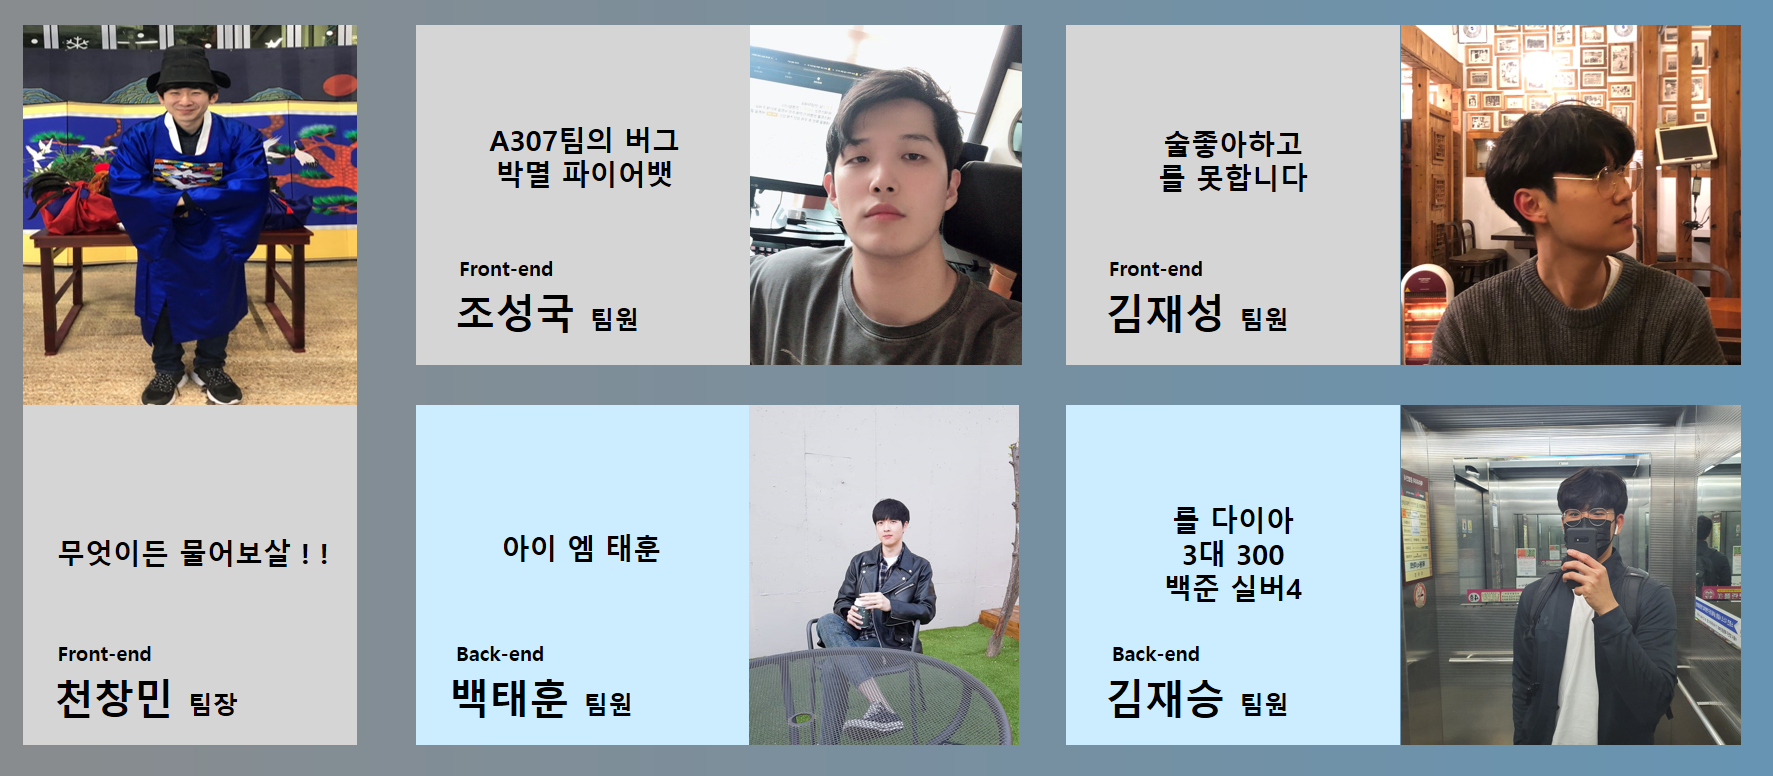 무엇이든 물어보살 ! !
Front-end
천창민 팀장
A307팀의 버그
박멸 파이어뱃
Front-end
조성국 팀원
술좋아하고
를 못합니다
Front-end
김재성 팀원
아이 엠 태훈
Back-end
백태훈 팀원
를 다이아
3대 300
백준 실버4
Back-end
김재승 팀원